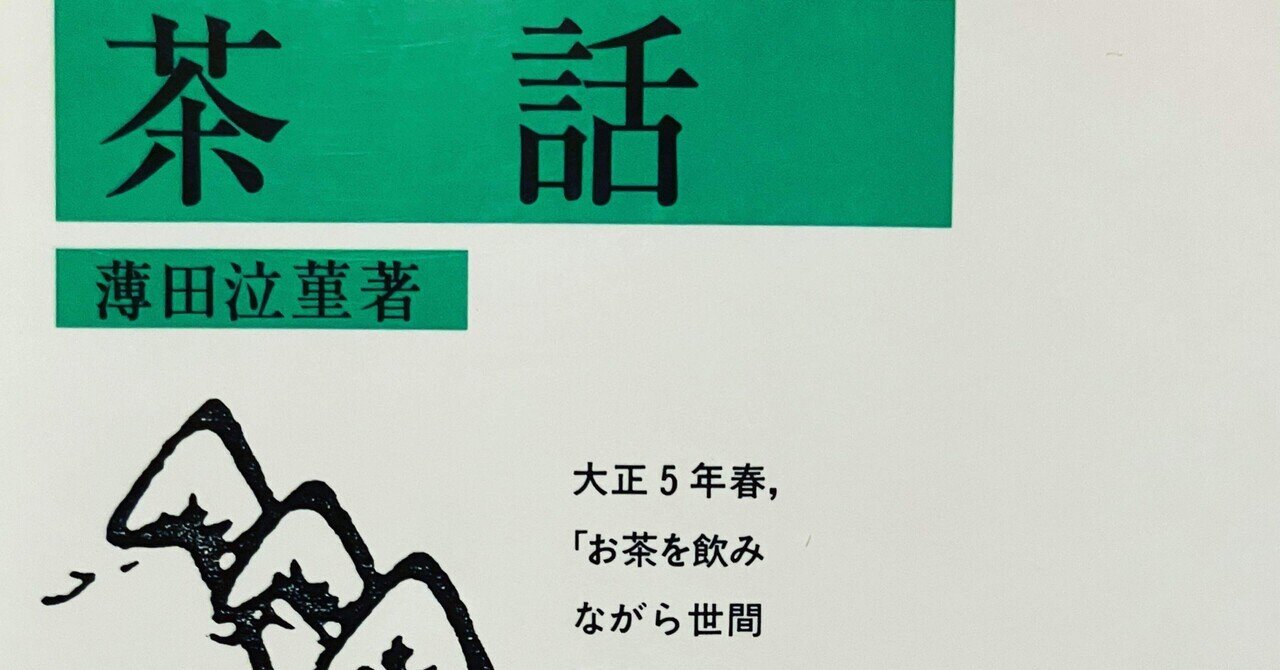 茶話
薄田泣菫著
大正5年春,
「お茶を飲み
ながら世間